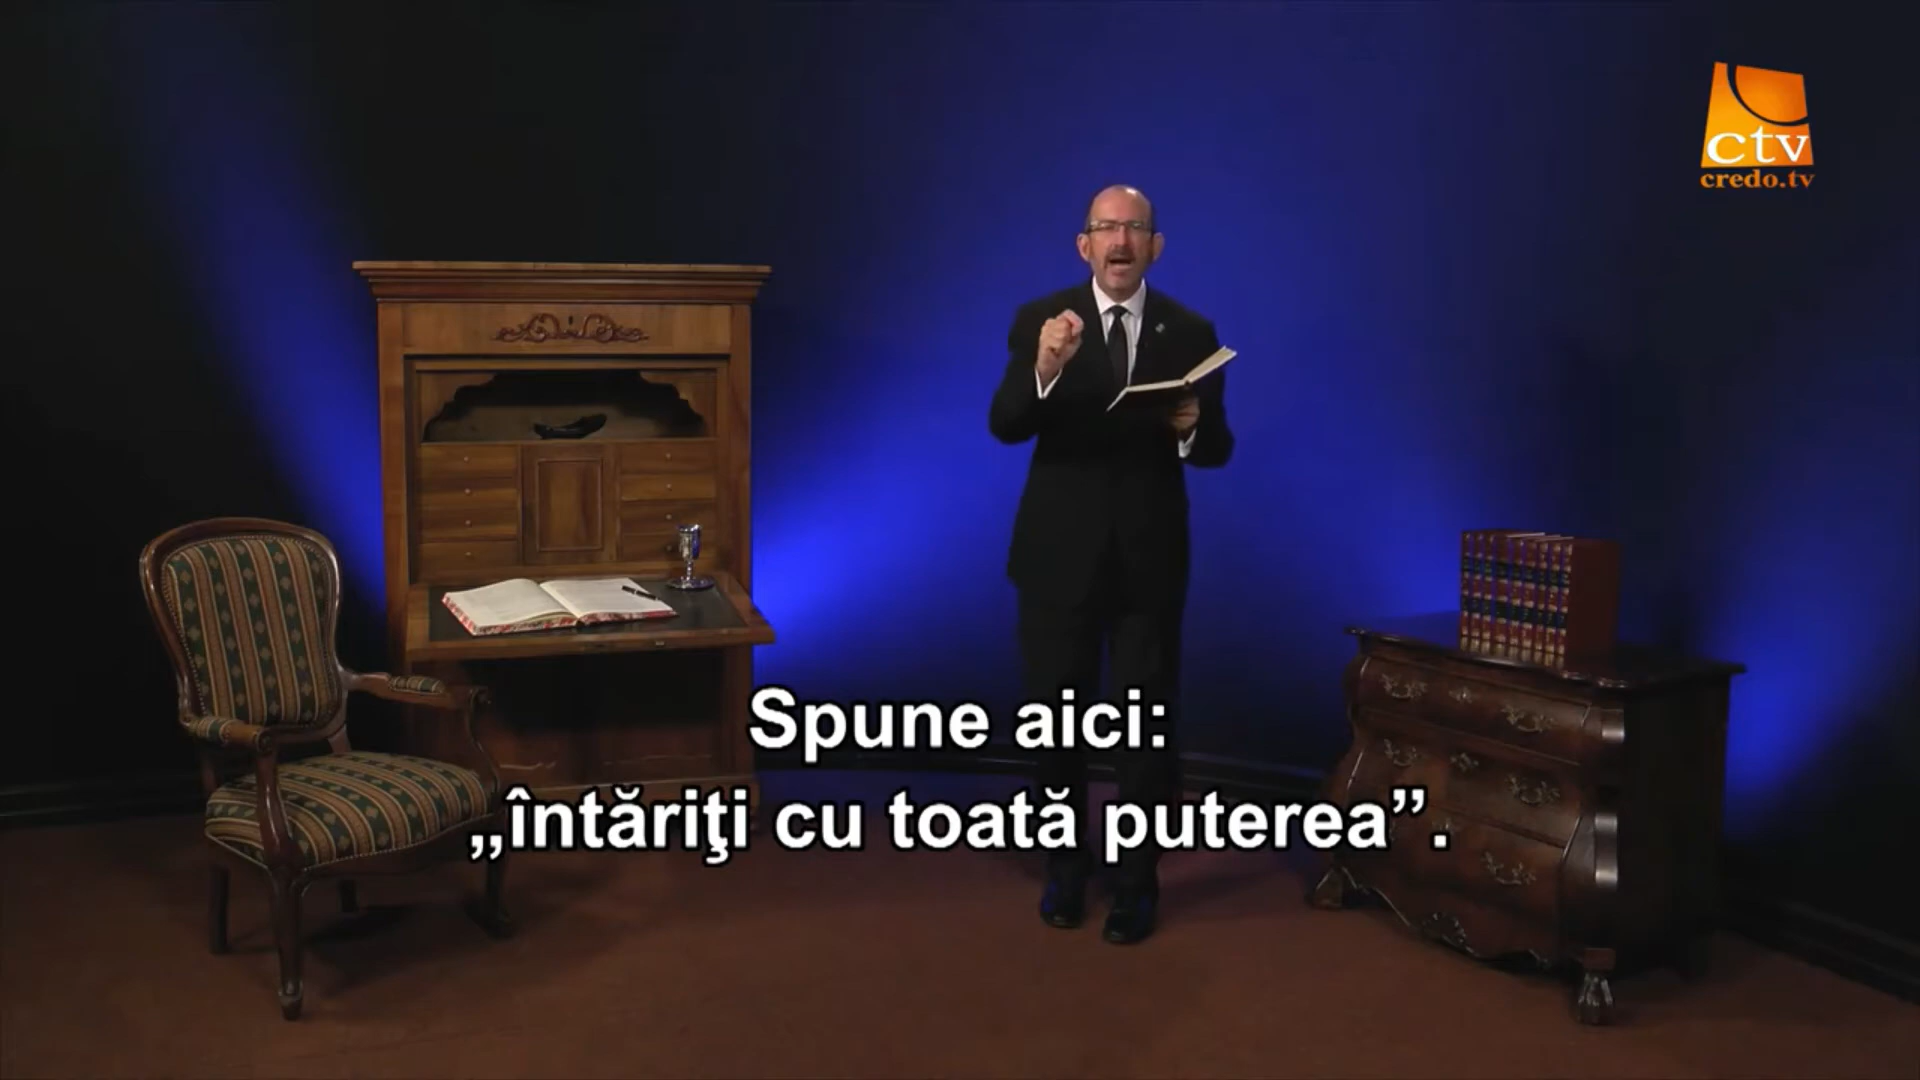 ctv
credo.tv
Spune aici:
„întăriţi cu toată puterea”.